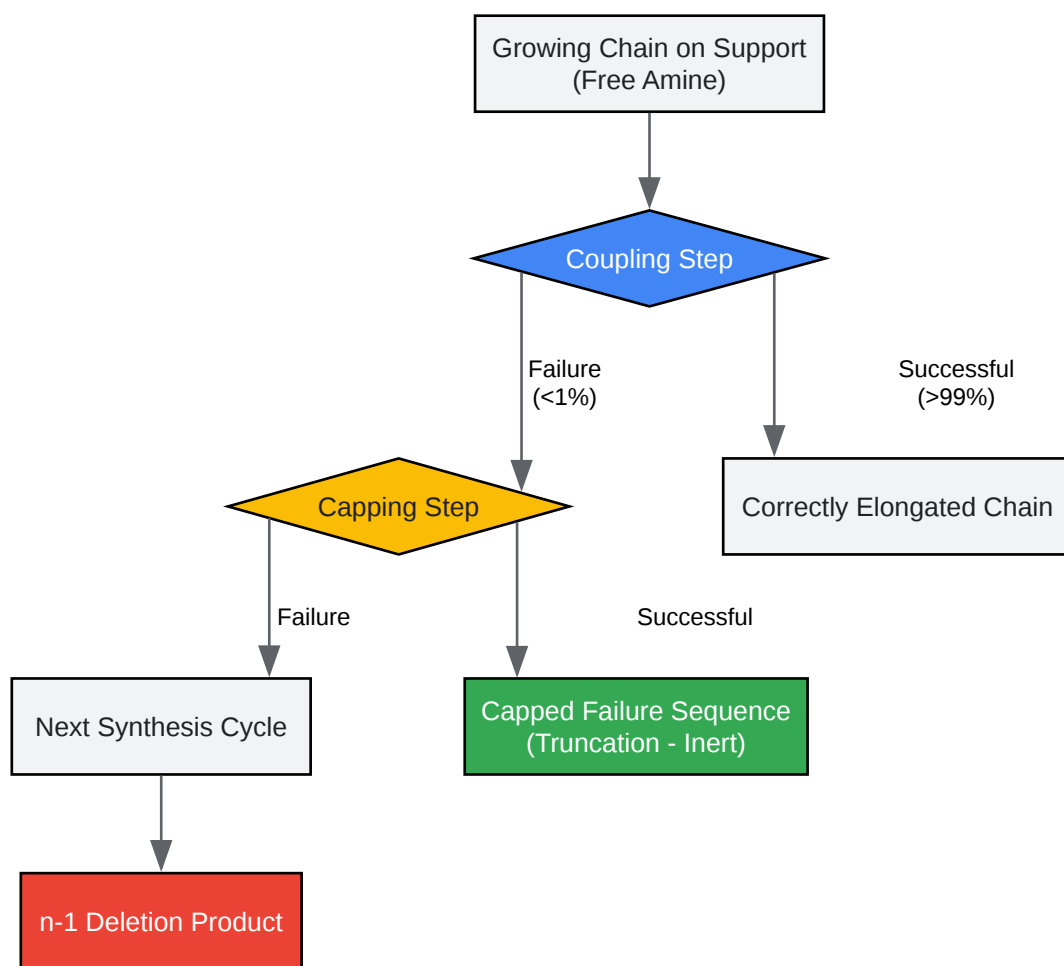 Growing Chain on Support
(Free Amine)
Coupling Step
Failure
(<1%)
Successful
(>99%)
Capping Step
Correctly Elongated Chain
Failure
Successful
Next Synthesis Cycle
Capped Failure Sequence
(Truncation - Inert)
n-1 Deletion Product